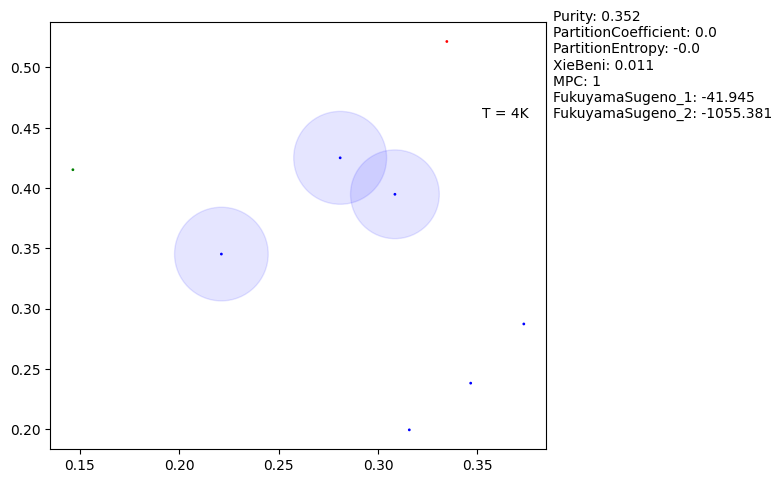 Purity: 0.352
PartitionCoefficient: 0.0
PartitionEntropy: -0.0
XieBeni: 0.011
MPC: 1
FukuyamaSugeno_1: -41.945
FukuyamaSugeno_2: -1055.381
T = 4K
0.50
0.45
0.40
0.35
0.30
0.25
0.20
0.15 0.20 0.25 0.30 0.35